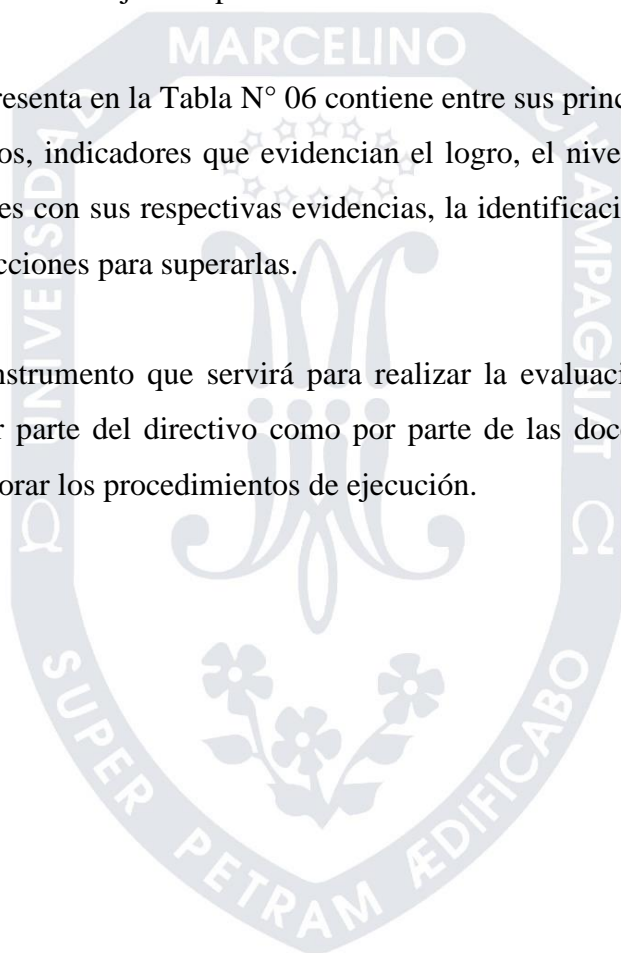 MARCELINO
UNIVERSIDAD
CHAMPAGNAT
resenta en la Tabla N° 06 contiene entre sus princ
os, indicadores que evidencian el logro, el nive
es con sus respectivas evidencias, la identificaci
cciones para superarlas.
nstrumento que servirá para realizar la evaluaci
r parte del directivo como por parte de las doc
orar los procedimientos de ejecución.
Ω
SUPER PETRAM ÆDIFICABO